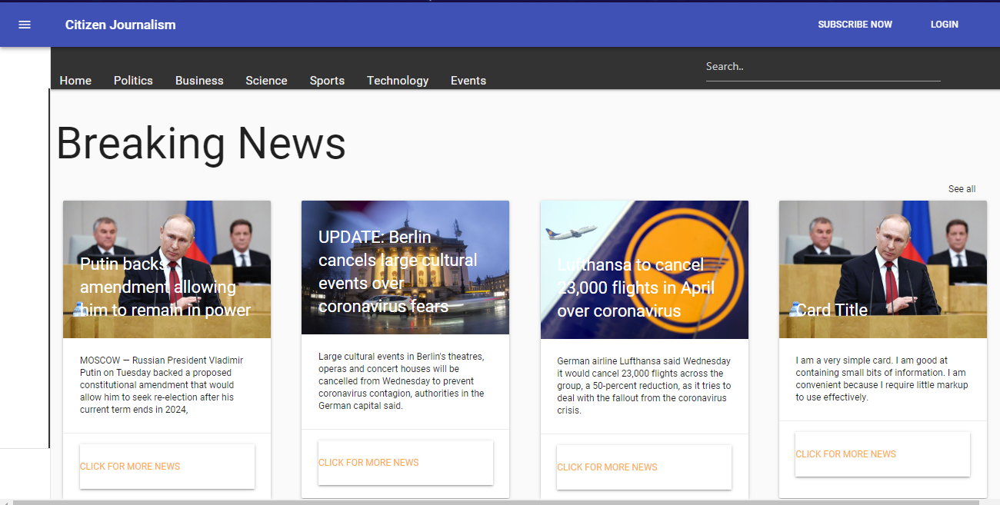 Citizen Journalism
SUBSCRIBE NOW
LOGIN
Search..
Home
Politics
Business
Science
Sports
Technology
Events
Breaking News
See all
Putin backs
amendment allowing
him to remain in power
MOSCOW — Russian President Vladimir
Putin on Tuesday backed a proposed
constitutional amendment that would
allow him to seek re-election after his
current term ends in 2024,
CLICK FOR MORE NEWS
UPDATE: Berlin
cancels large cultural
events over
coronavirus fears
Large cultural events in Berlin's theatres,
operas and concert houses will be
cancelled from Wednesday to prevent
coronavirus contagion, authorities in the
German capital said.
CLICK FOR MORE NEWS
Lufthansa to cancel
23,000 flights in April
over coronavirus
German airline Lufthansa said Wednesday
it would cancel 23,000 flights across the
group, a 50-percent reduction, as it tries to
deal with the fallout from the coronavirus
crisis.
CLICK FOR MORE NEWS
Card Title
I am a very simple card. I am good at
containing small bits of information. I am
convenient because I require little markup
to use effectively.
CLICK FOR MORE NEWS